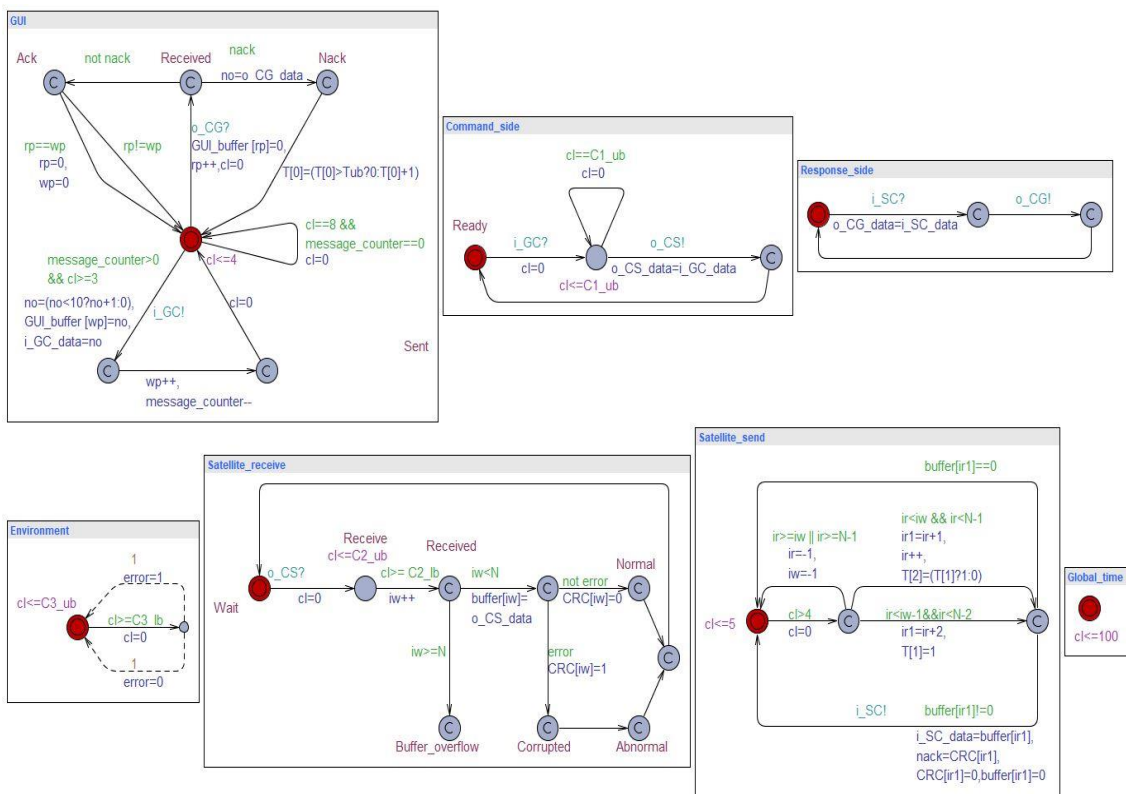 GUI
Ack
not nack
Received
nack
Nack
C
C
no=o_CG_data
C
rp==wp
rp=0,
wp=0
rp!=wp
o_CG?
GUI_buffer [rp]=0,
rp++,cl=0
T[0]=(T[0]>Tub?0:T[0]+1)
cl==8 &&
message_counter==0
cl=0
cl<=4
message_counter>0
&& cl>=3
no=(no<10?no+1:0),
GUI_buffer [wp]=no,
i_GC_data=no
i_GC!
cl=0
Sent
C
C
wp++,
message_counter--
Command_side
cl==C1_ub
cl=0
Ready
i_GC?
cl=0
o_CS!
o_CS_data=i_GC_data
C
cl<=C1_ub
Response_side
i_SC?
o_CG_data=i_SC_data
C
o_CG!
C
Environment
1
error=1
cl<=C3_ub
cl>=C3_lb
cl=0
1
error=0
Satellite_receive
Receive
cl<=C2_ub
Received
Normal
o_CS?
cl=0
cl>= C2_lb
iw++
C
iw<N
buffer[iw]=
o_CS_data
C
not error
CRC[iw]=0
C
Wait
iw>=N
error
CRC[iw]=1
C
C
C
C
Buffer_overflow
Corrupted
Abnormal
Satellite_send
buffer[ir1]==0
ir>=iw || ir>=N-1
ir=-1,
iw=-1
ir<iw && ir<N-1
ir1=ir+1,
ir++,
T[2]=(T[1]?1:0)
cl<=5
cl>4
cl=0
C
ir<iw-1&&ir<N-2
ir1=ir+2,
T[1]=1
C
i_SC!
buffer[ir1]!=0
i_SC_data=buffer[ir1],
nack=CRC[ir1],
CRC[ir1]=0,buffer[ir1]=0
Global_time
cl<=100